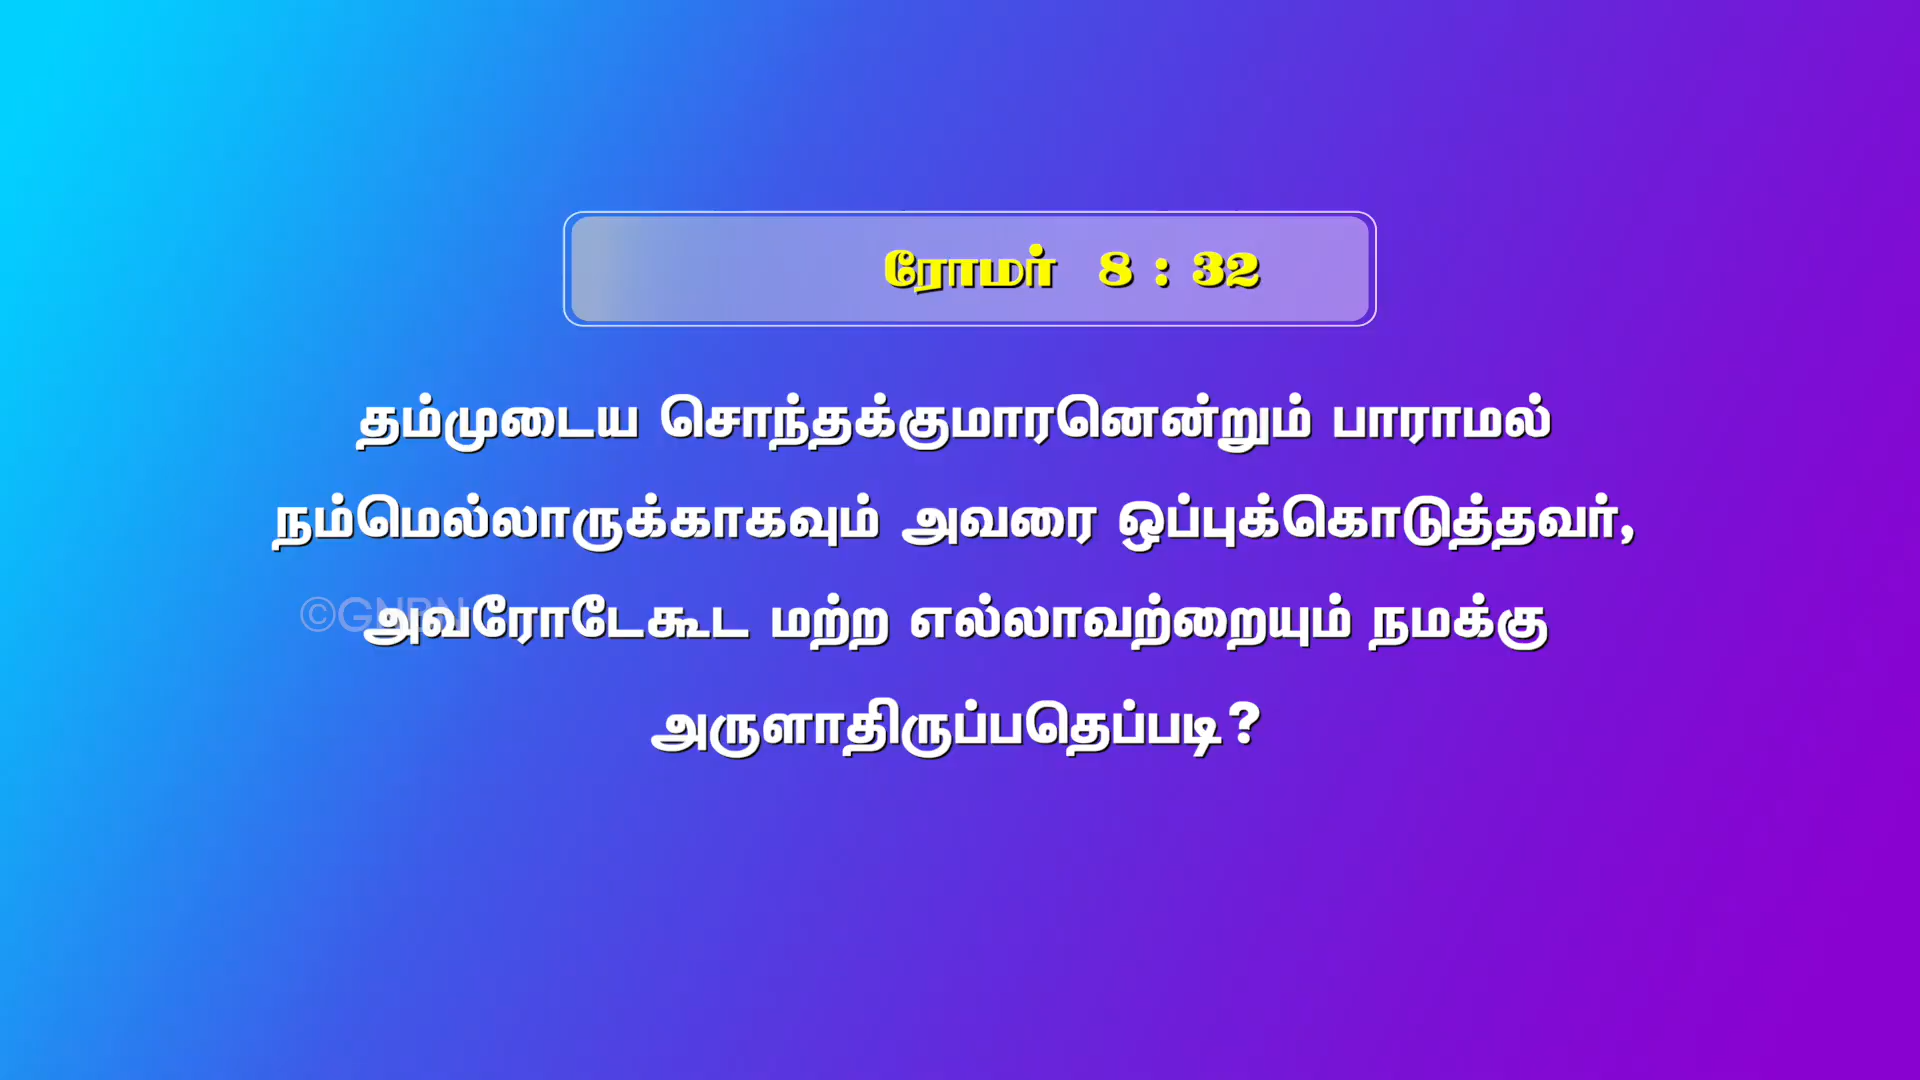 ரோமர் 8 : 32
தம்முடைய சொந்தக்குமாரனென்றும் பாராமல்
நம்மெல்லாருக்காகவும் அவரை ஒப்புக்கொடுத்தவர்,
©GNBN
அவரோடேகூட மற்ற எல்லாவற்றையும் நமக்கு
அருளாதிருப்பதெப்படி?